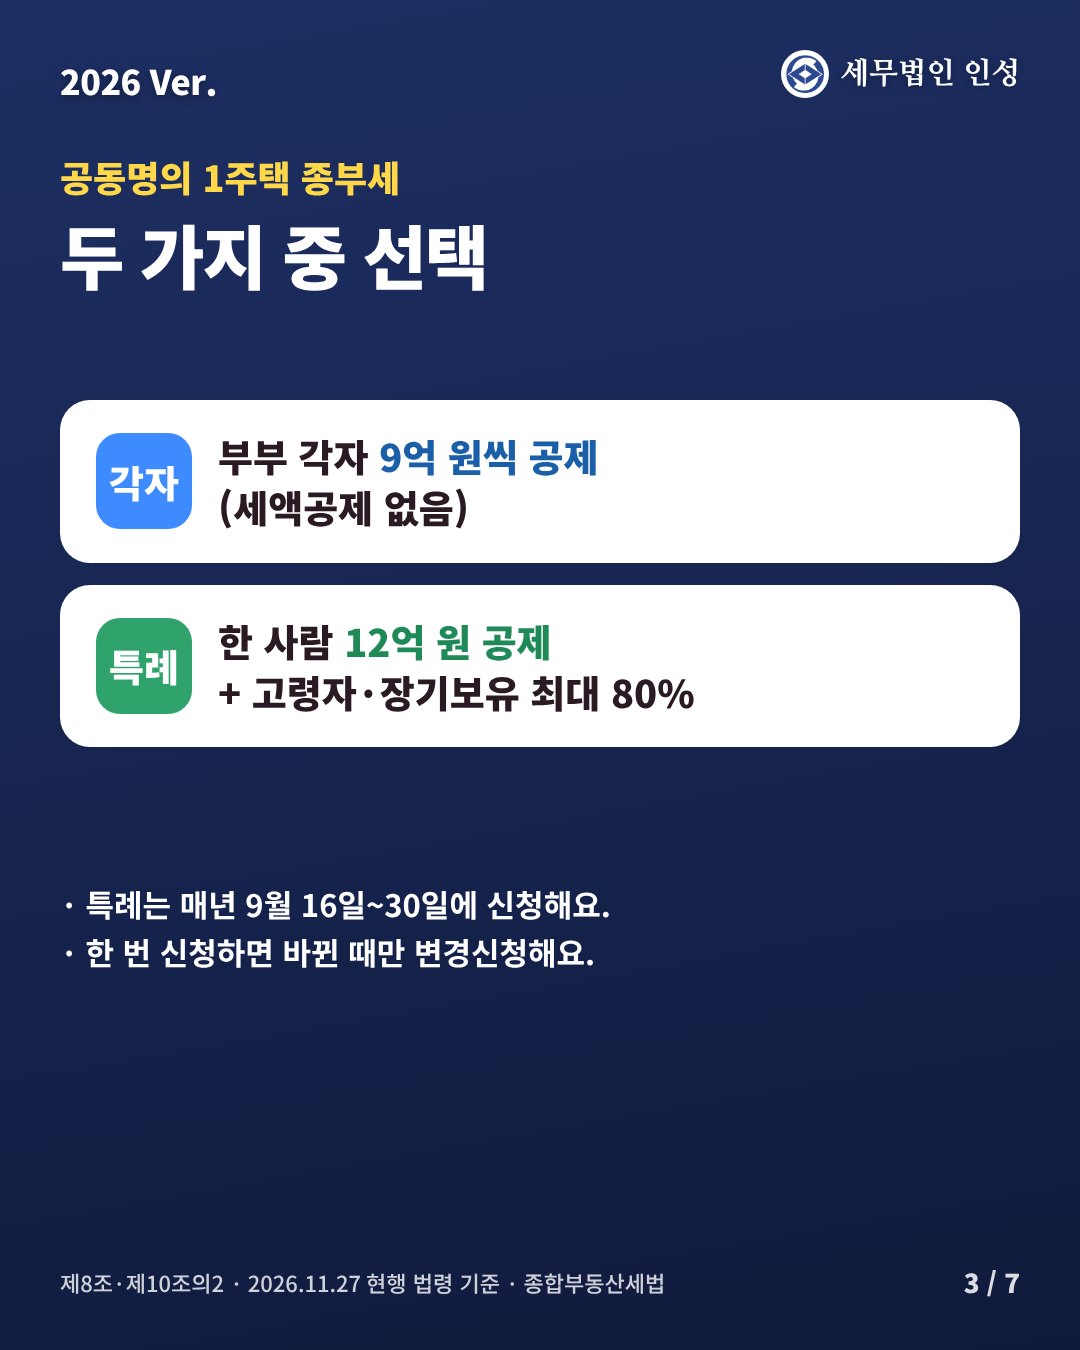 2026 Ver.
세무법인 인성
공동명의 1주택 종부세
두 가지 중 선택
각자
부부 각자 9억 원씩 공제
(세액공제 없음)
특례
한 사람 12억 원 공제
+ 고령자·장기보유 최대 80%
· 특례는 매년 9월 16일~30일에 신청해요.
· 한 번 신청하면 바뀐 때만 변경신청해요.
제8조·제10조의2 · 2026.11.27 현행 법령 기준 · 종합부동산세법
3 / 7